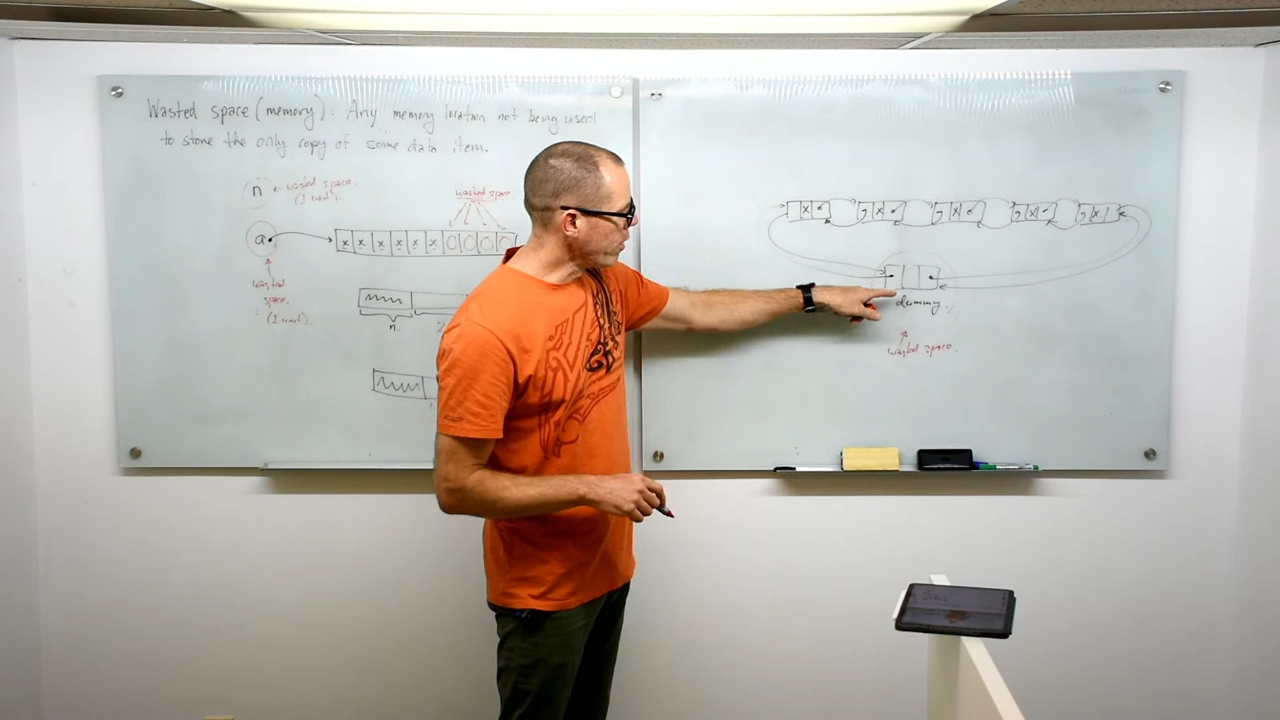 Wasted space (memory): Any memory location not being used
to store the only copy of some data item.
n ← wasted space
(1 word).
wasted space
a
x x x x x x
wasted
space.
(1 word).
n.
x x x x x
dummy
wasted space.